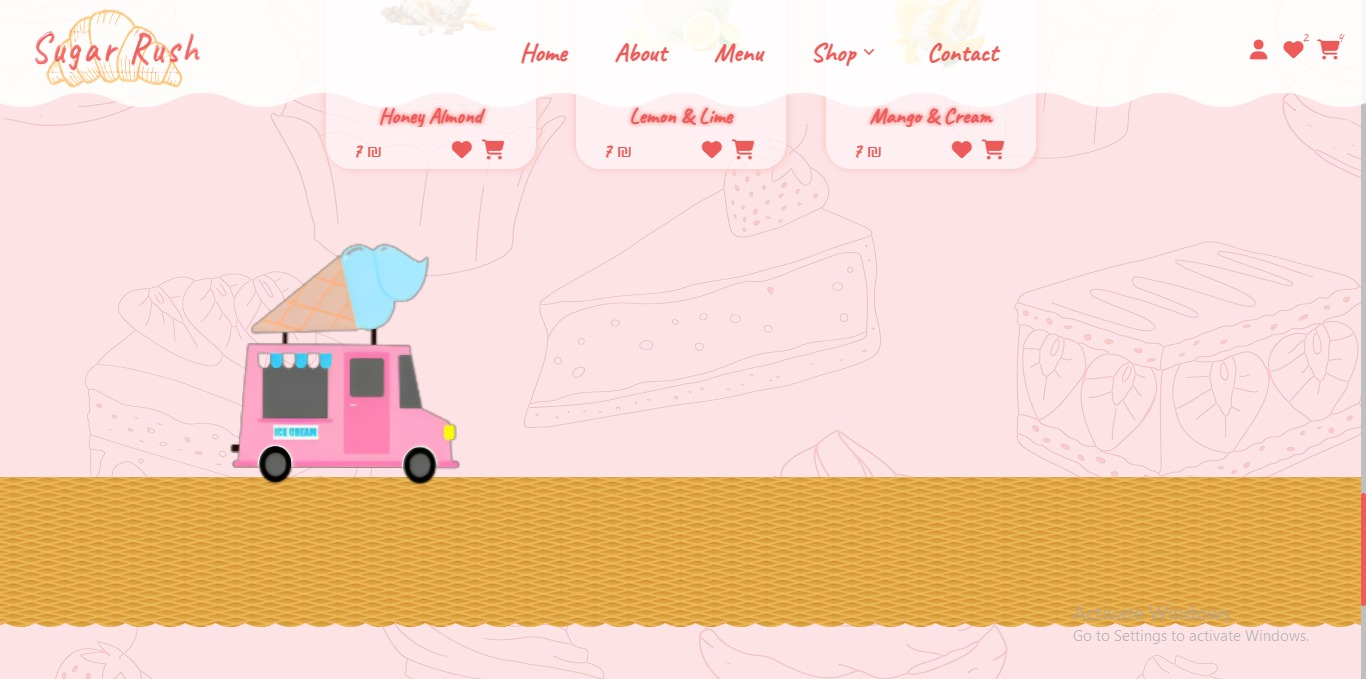 Sugar Rush
Home About Menu Shop Contact
2 4
Honey Almond
7 ₪
Lemon & Lime
7 ₪
Mango & Cream
7 ₪
ICE CREAM
Activate Windows
Go to Settings to activate Windows.